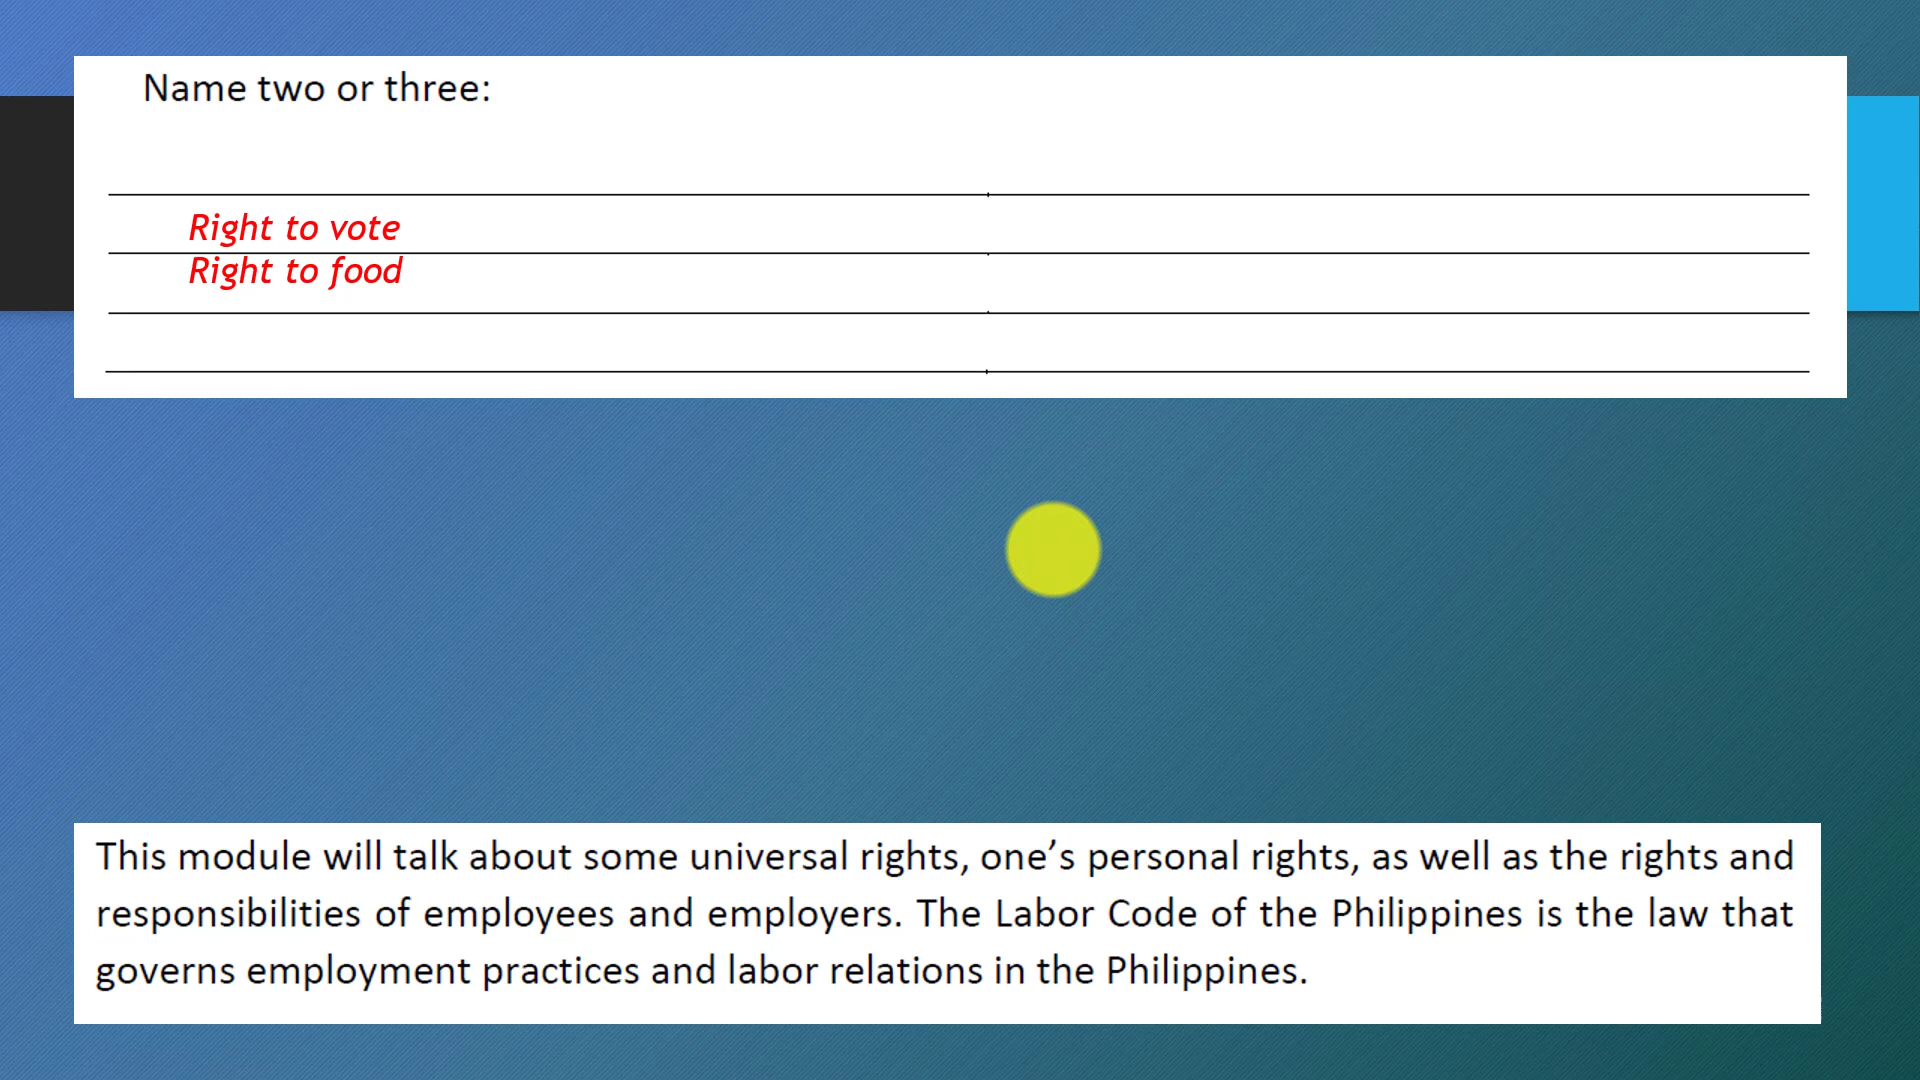 Name two or three:
Right to vote
Right to food
This module will talk about some universal rights, one’s personal rights, as well as the rights and
responsibilities of employees and employers. The Labor Code of the Philippines is the law that
governs employment practices and labor relations in the Philippines.